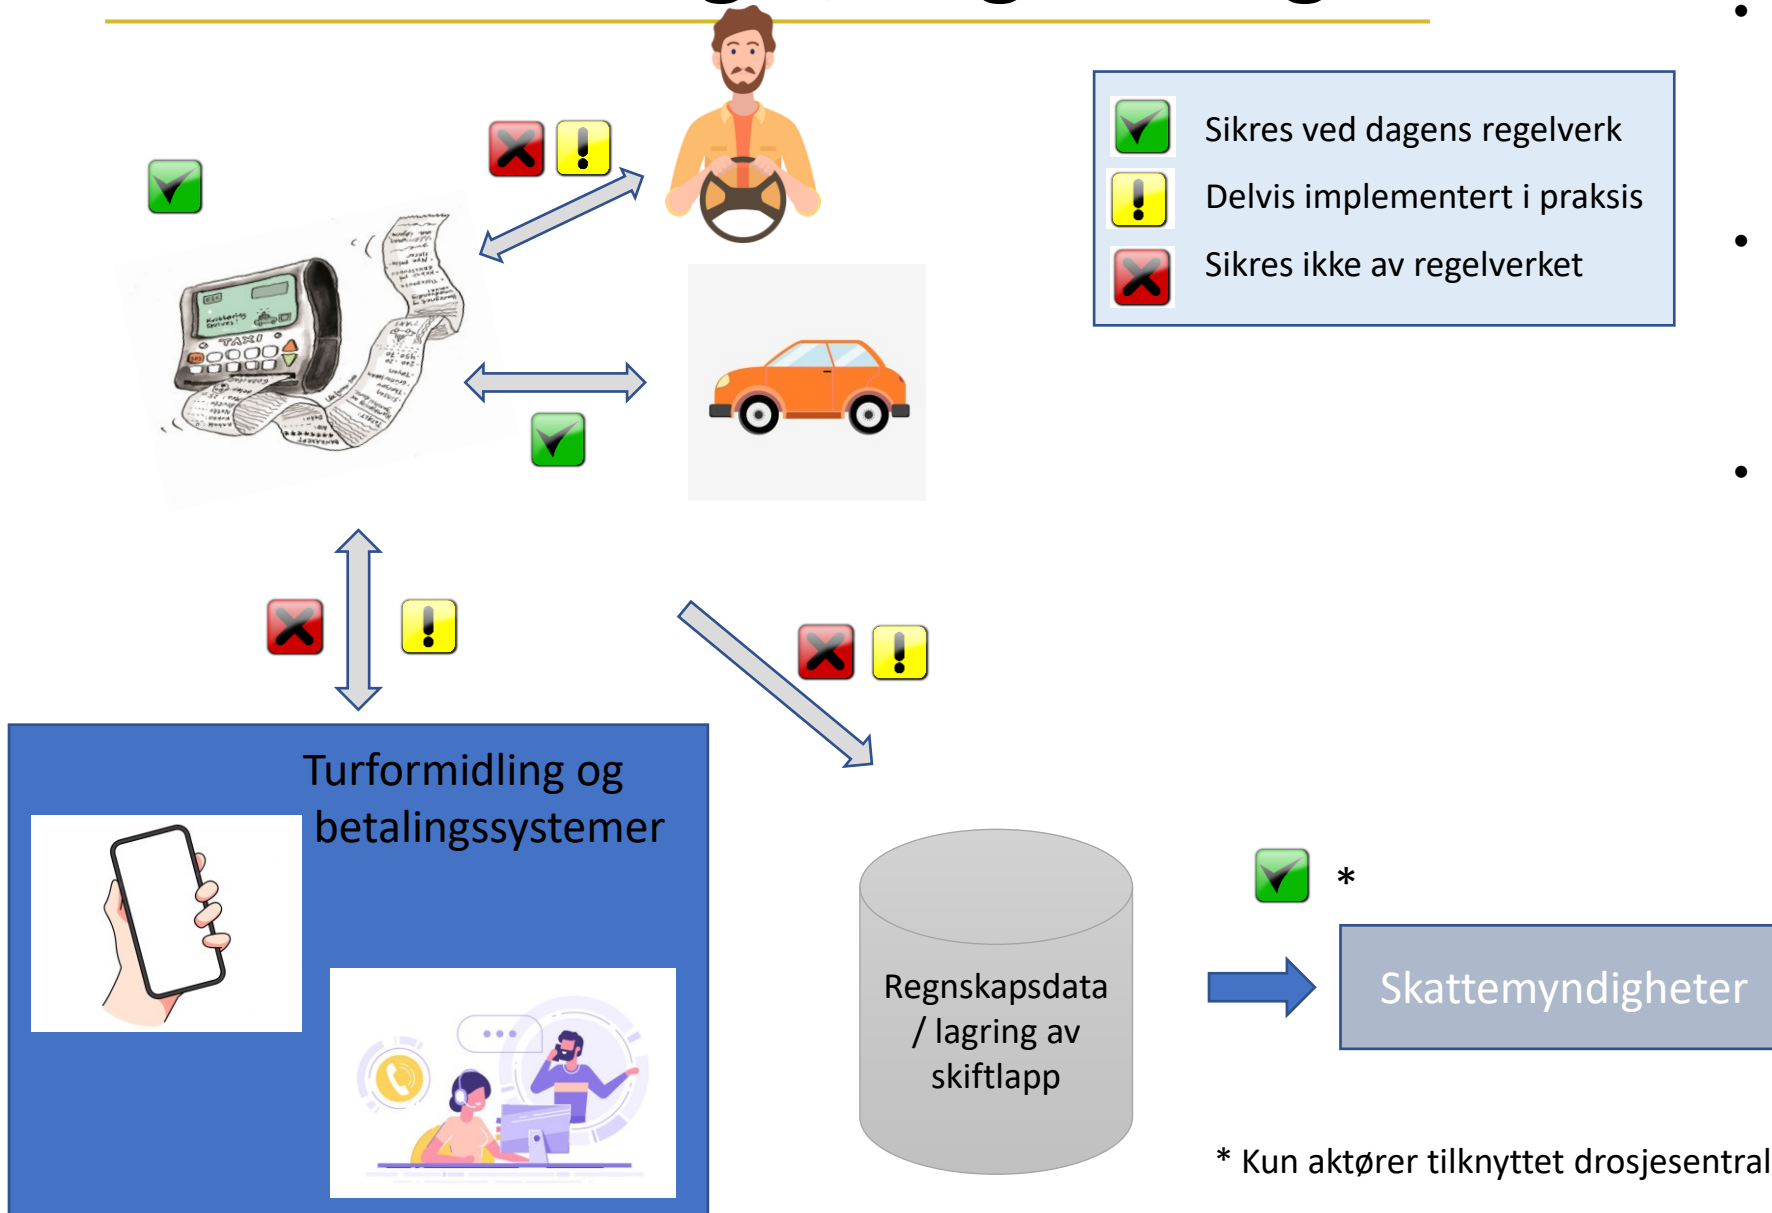 Sikres ved dagens regelverk
Delvis implementert i praksis
Sikres ikke av regelverket
TAXI
Turformidling og
betalingssystemer
*
Regnskapsdata
/ lagring av
skiftlapp
Skattemyndigheter
* Kun aktører tilknyttet drosjesentral